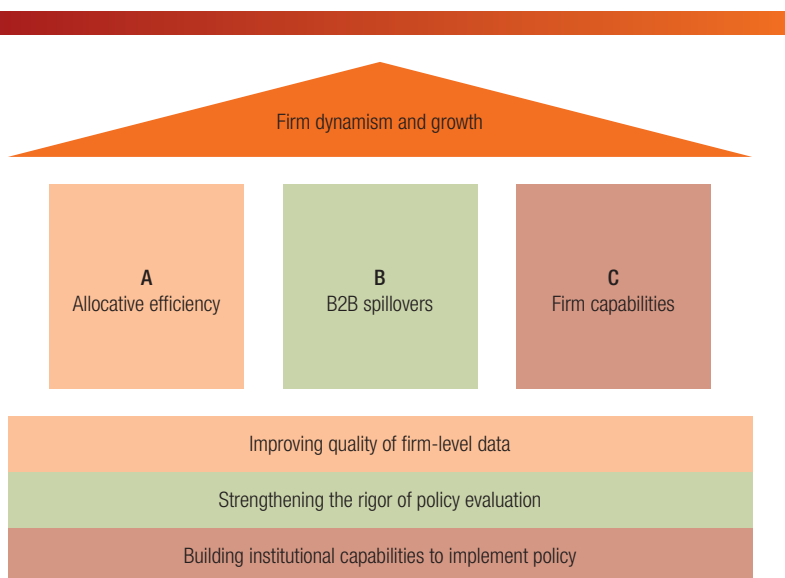 Firm dynamism and growth
A
Allocative efficiency
B
B2B spillovers
C
Firm capabilities
Improving quality of firm-level data
Strengthening the rigor of policy evaluation
Building institutional capabilities to implement policy